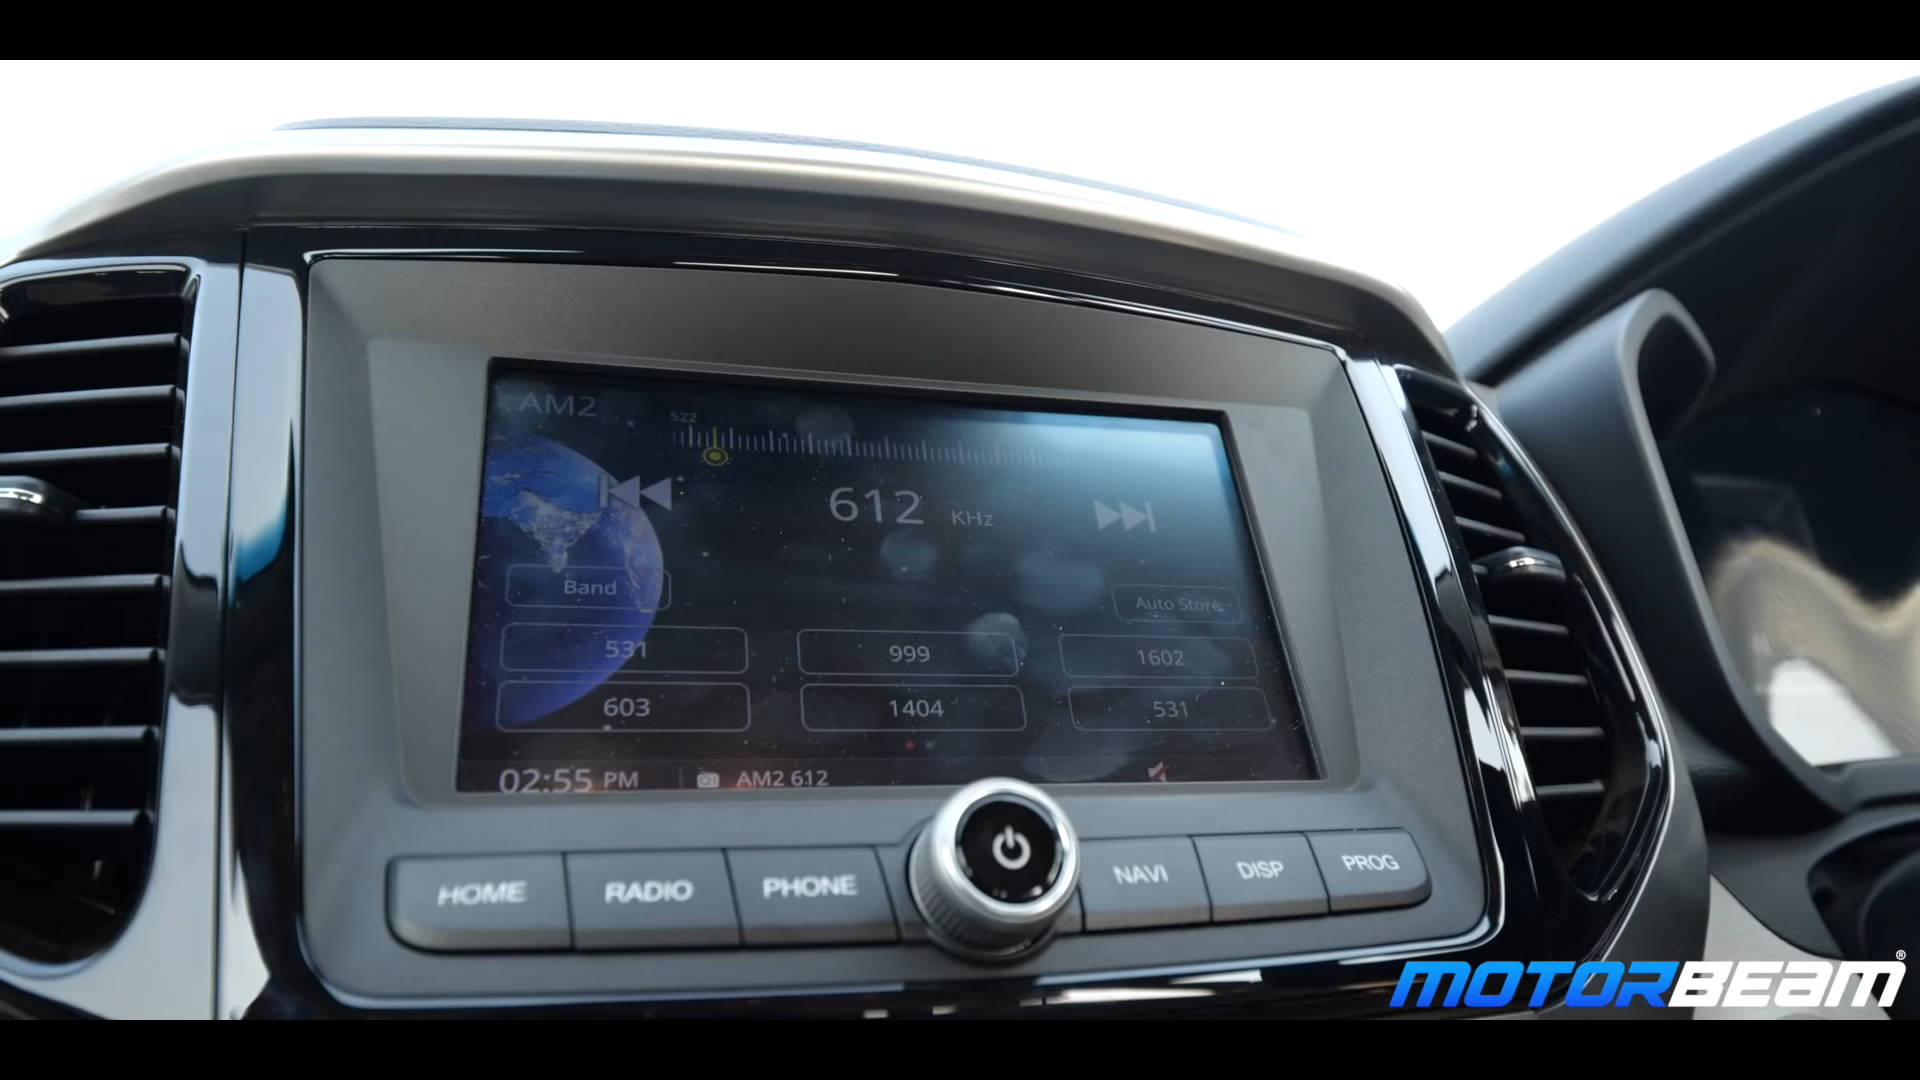 AM2
522
612 KHz
Band
Auto Store
531 999 1602
603 1404 531
02:55 PM AM2 612
HOME RADIO PHONE NAVI DISP PROG
MOTORBEAM®